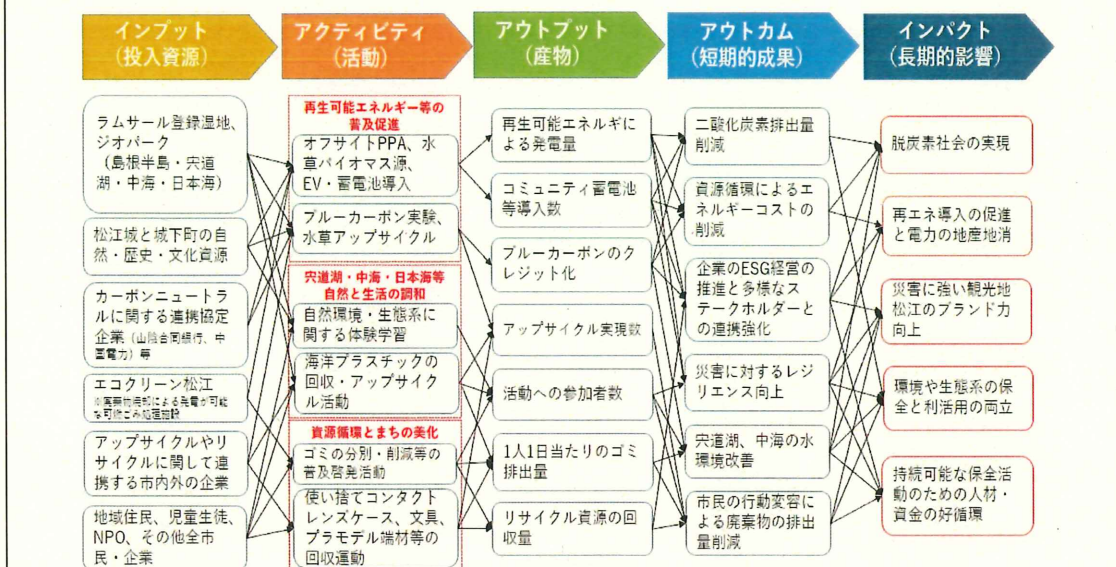 インプット
(投入資源)
アクティビティ
(活動)
アウトプット
(産物)
アウトカム
(短期的成果)
インパクト
(長期的影響)
ラムサール登録湿地、
ジオパーク
(島根半島・宍道
湖・中海・日本海)
松江城と城下町の自
然・歴史・文化資源
カーボンニュートラ
ルに関する連携協定
企業(山陰合同銀行、中
国電力)等
エコクリーン松江
※廃棄物焼却による発電が可能
な可燃ごみ処理施設
アップサイクルやリ
サイクルに関して連
携する市内外の企業
地域住民、児童生徒、
NPO、その他全市
民・企業
再生可能エネルギー等の
普及促進
オフサイトPPA、水
草バイオマス源、
EV・蓄電池導入
ブルーカーボン実験、
水草アップサイクル
宍道湖・中海・日本海等
自然と生活の調和
自然環境・生態系に
関する体験学習
海洋プラスチックの
回収・アップサイク
ル活動
資源循環とまちの美化
ゴミの分別・削減等の
普及啓発活動
使い捨てコンタクト
レンズケース、文具、
プラモデル端材等の
回収運動
再生可能エネルギに
よる発電量
コミュニティ蓄電池
等導入数
ブルーカーボンのク
レジット化
アップサイクル実現数
活動への参加者数
1人1日当たりのゴミ
排出量
リサイクル資源の回
収量
二酸化炭素排出量
削減
資源循環によるエ
ネルギーコストの
削減
企業のESG経営の
推進と多様なス
テークホルダーと
の連携強化
災害に対するレジ
リエンス向上
宍道湖、中海の水
環境改善
市民の行動変容に
よる廃棄物の排出
量削減
脱炭素社会の実現
再エネ導入の促進
と電力の地産地消
災害に強い観光地
松江のブランド力
向上
環境や生態系の保
全と利活用の両立
持続可能な保全活
動のための人材・
資金の好循環